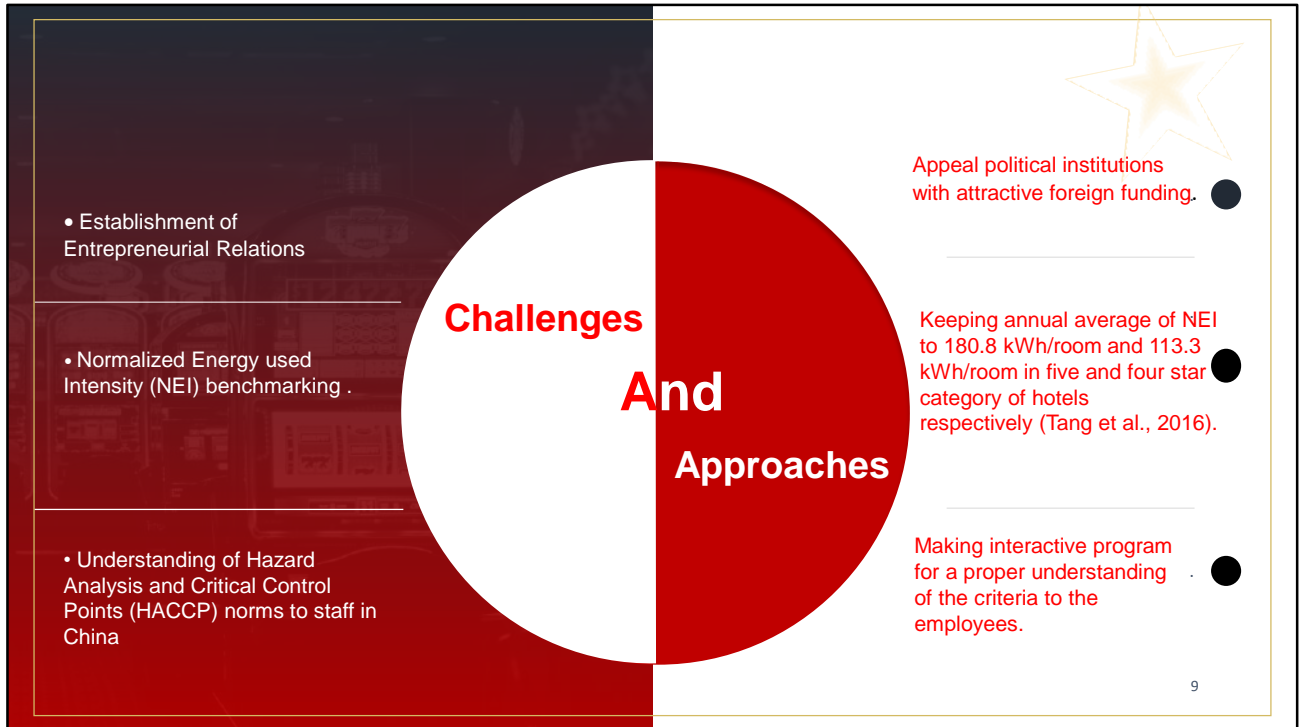 • Establishment of
Entrepreneurial Relations
• Normalized Energy used
Intensity (NEI) benchmarking .
• Understanding of Hazard
Analysis and Critical Control
Points (HACCP) norms to staff in
China
Challenges
And
Approaches
Appeal political institutions
with attractive foreign funding.
Keeping annual average of NEI
to 180.8 kWh/room and 113.3
kWh/room in five and four star
category of hotels
respectively (Tang et al., 2016).
Making interactive program
for a proper understanding
of the criteria to the
employees.
9